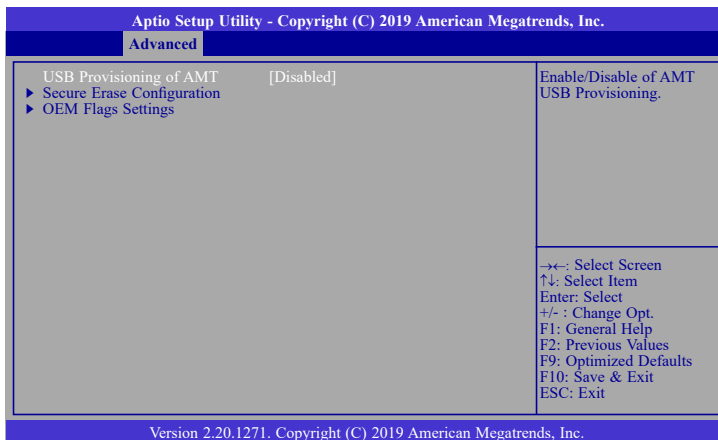 Aptio Setup Utility - Copyright (C) 2019 American Megatrends, Inc.
Advanced
USB Provisioning of AMT [Disabled]
Secure Erase Configuration
OEM Flags Settings
Enable/Disable of AMT
USB Provisioning.
→←: Select Screen
↑↓: Select Item
Enter: Select
+/- : Change Opt.
F1: General Help
F2: Previous Values
F9: Optimized Defaults
F10: Save & Exit
ESC: Exit
Version 2.20.1271. Copyright (C) 2019 American Megatrends, Inc.